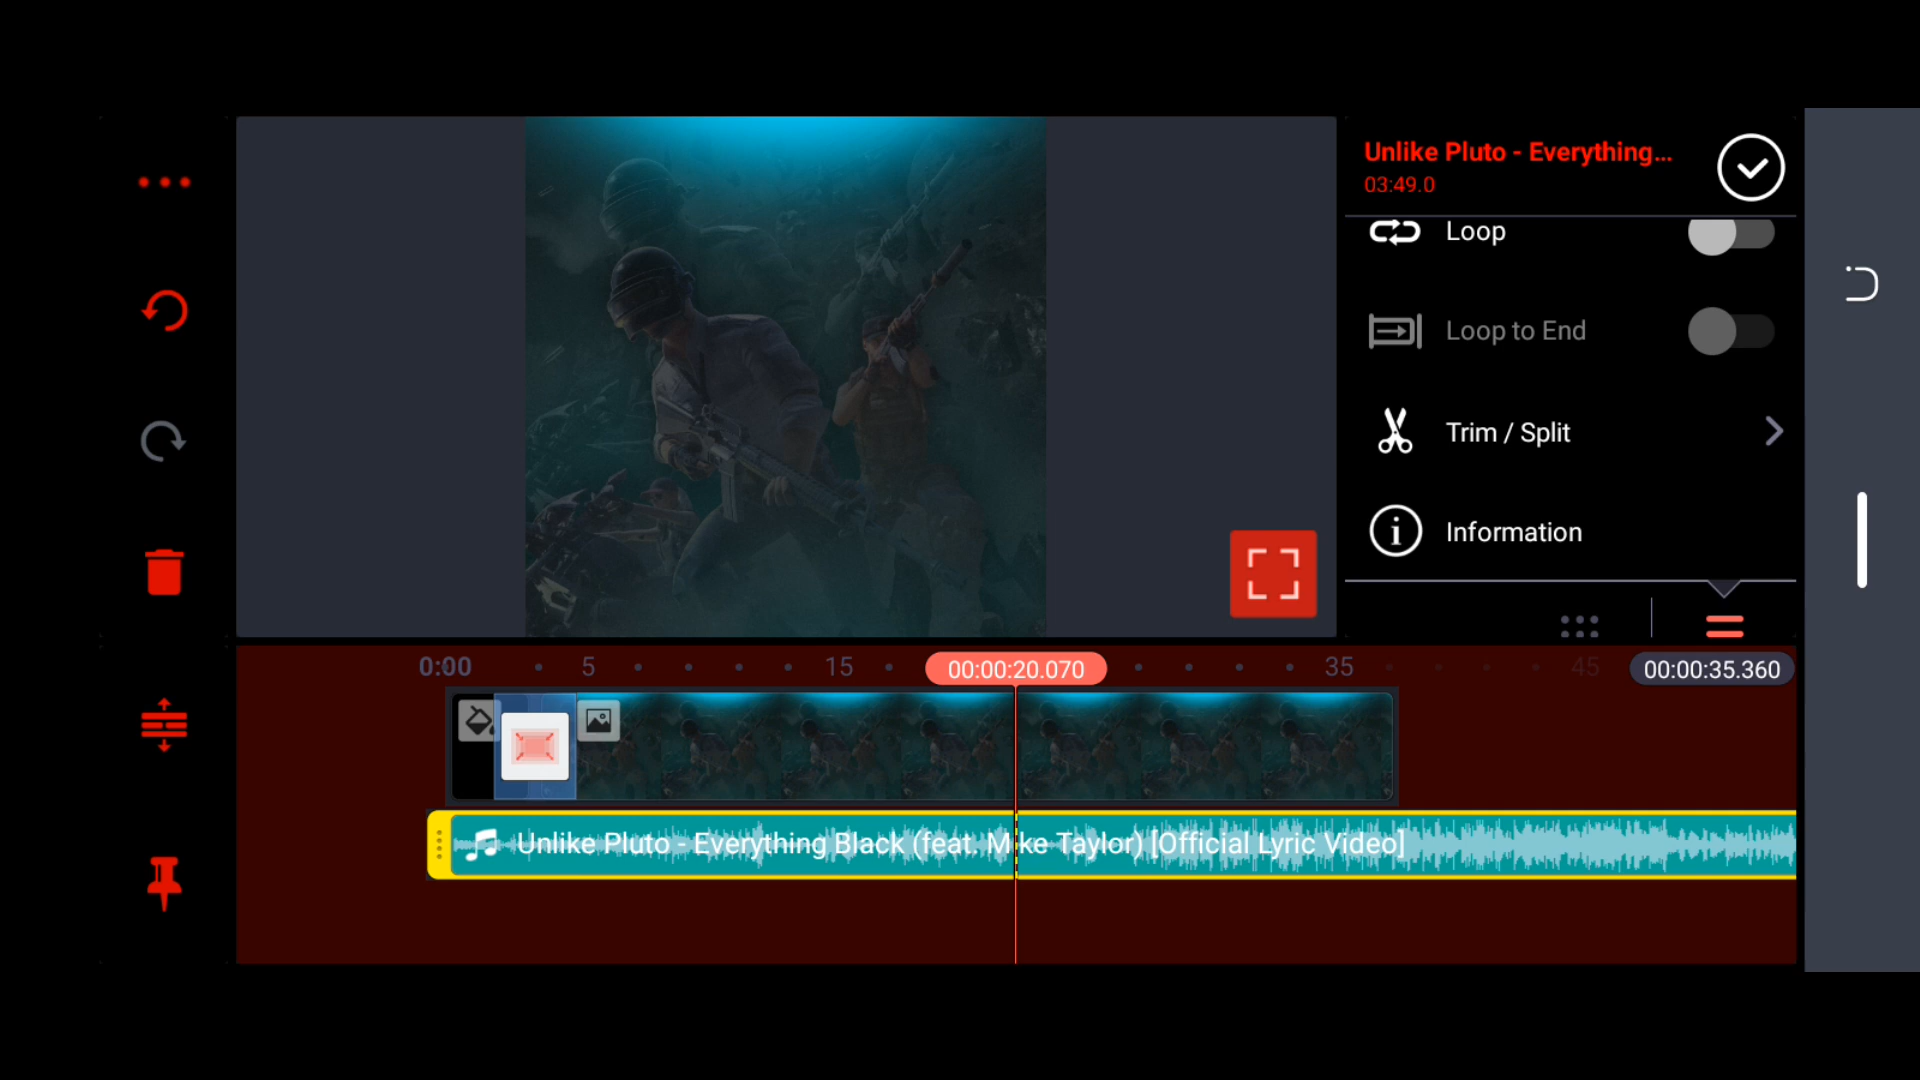 Unlike Pluto - Everything...
03:49.0
Loop
Loop to End
Trim / Split
Information
0:00
5
15
00:00:20.070
35
45
00:00:35.360
Unlike Pluto - Everything Black (feat. Mike Taylor) [Official Lyric Video]